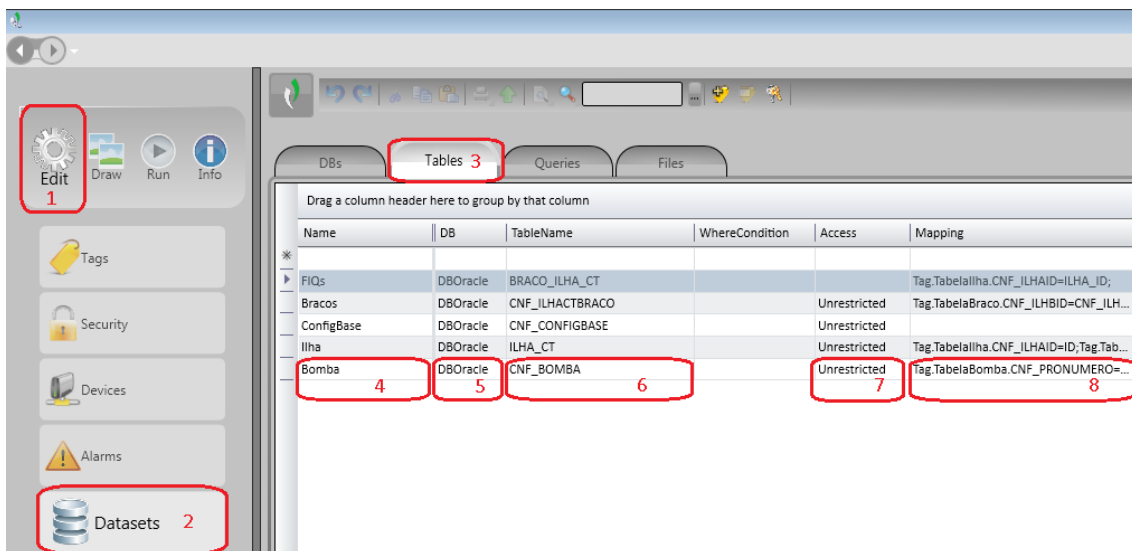 Edit
1
Draw
Run
Info
Tags
Security
Devices
Alarms
Datasets 2
DBs
Tables 3
Queries
Files
Drag a column header here to group by that column
Name DB TableName WhereCondition Access Mapping
FIQs DBOracle BRACO_ILHA_CT Tag.TabelaIlha.CNF_ILHAID=ILHA_ID;
Bracos DBOracle CNF_ILHACTBRACO Unrestricted Tag.TabelaBraco.CNF_ILHBID=CNF_ILH...
ConfigBase DBOracle CNF_CONFIGBASE Unrestricted
Ilha DBOracle ILHA_CT Unrestricted Tag.TabelaIlha.CNF_ILHAID=ID;Tag.Tab...
Bomba DBOracle CNF_BOMBA Unrestricted Tag.TabelaBomba.CNF_PRONUMERO=...
4 5 6 7 8